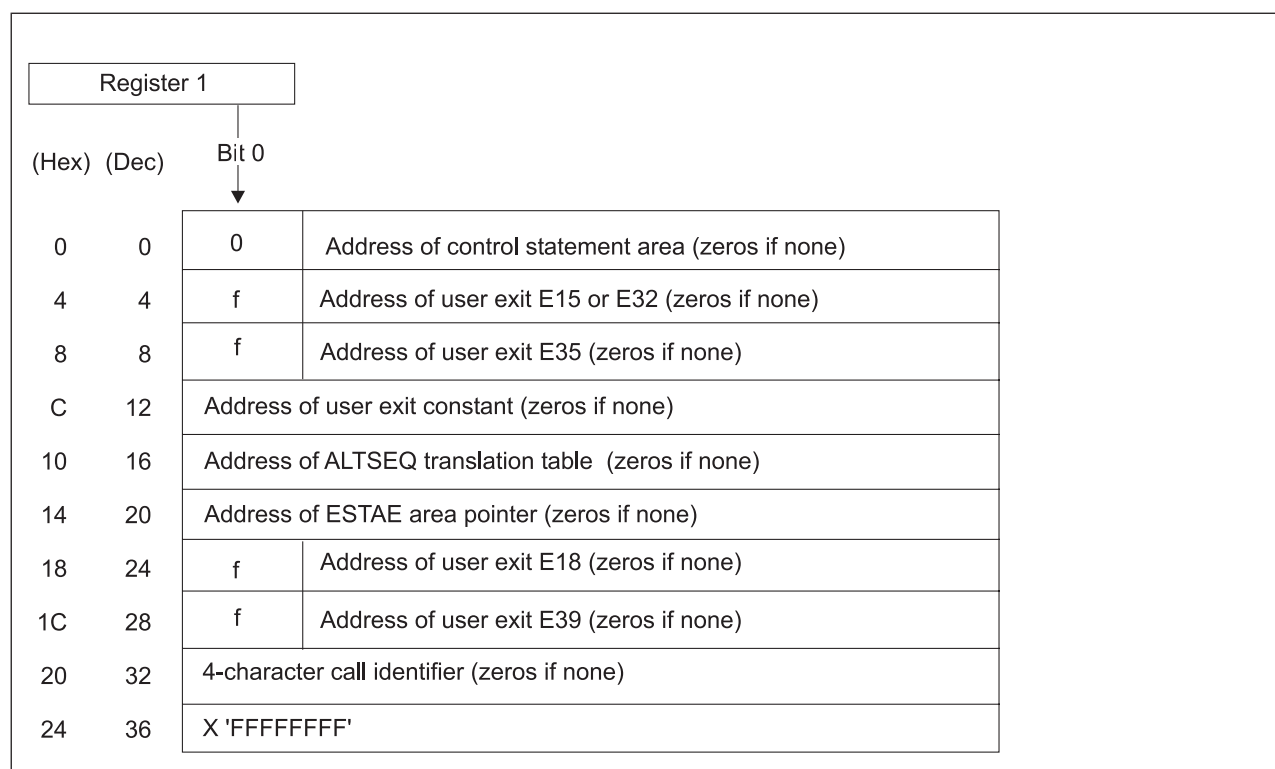 Register 1
(Hex) (Dec) Bit 0
0 0 0 Address of control statement area (zeros if none)
4 4 f Address of user exit E15 or E32 (zeros if none)
8 8 f Address of user exit E35 (zeros if none)
C 12 Address of user exit constant (zeros if none)
10 16 Address of ALTSEQ translation table (zeros if none)
14 20 Address of ESTAE area pointer (zeros if none)
18 24 f Address of user exit E18 (zeros if none)
1C 28 f Address of user exit E39 (zeros if none)
20 32 4-character call identifier (zeros if none)
24 36 X 'FFFFFFFF'